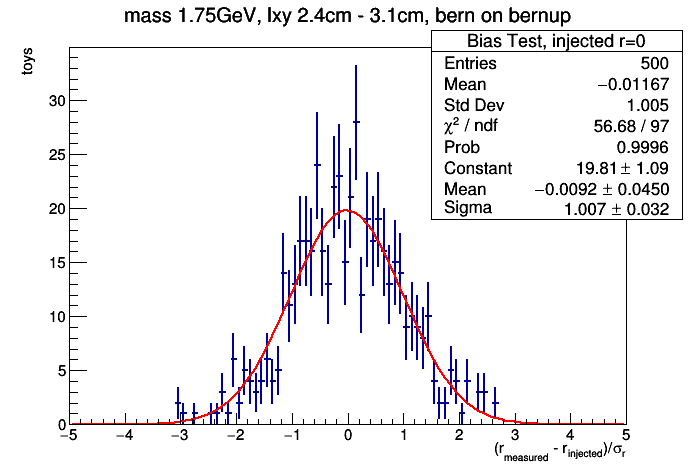 mass 1.75GeV, lxy 2.4cm - 3.1cm, bern on bernup
Bias Test, injected r=0
Entries 500
Mean −0.01167
Std Dev 1.005
χ² / ndf 56.68 / 97
Prob 0.9996
Constant 19.81 ± 1.09
Mean −0.0092 ± 0.0450
Sigma 1.007 ± 0.032
toys
30
25
20
15
10
5
0
−5 −4 −3 −2 −1 0 1 2 3 4 5
(r_measured - r_injected)/σ_r